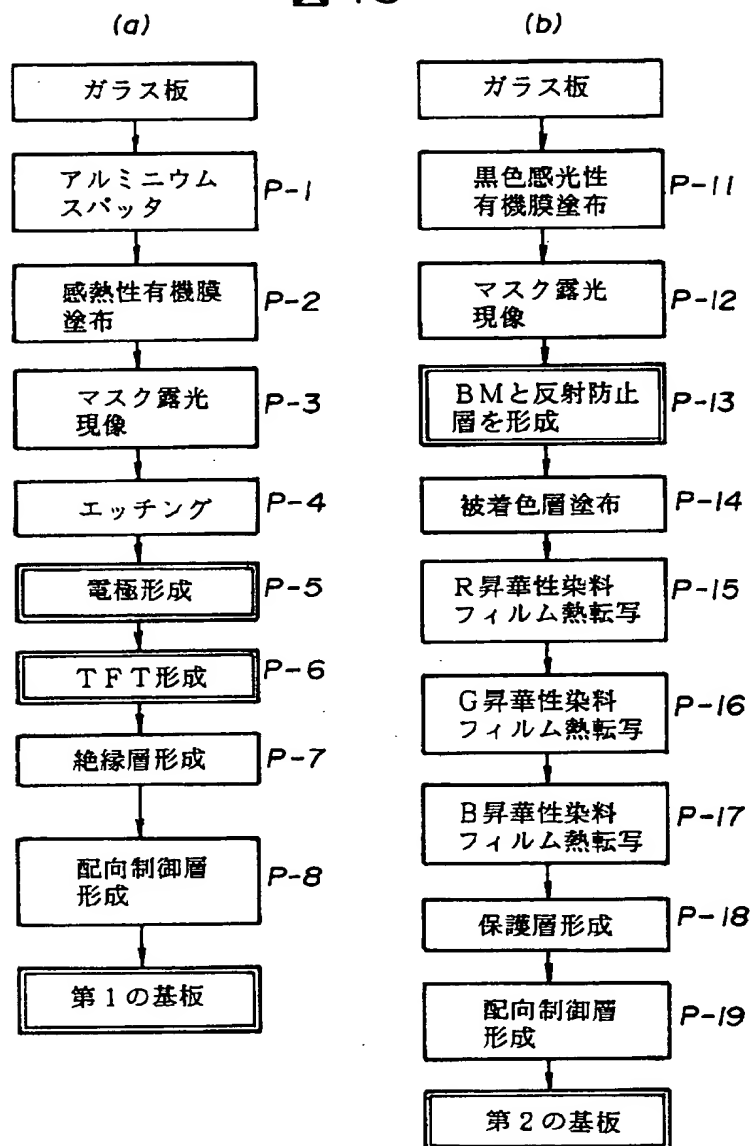 (a)
ガラス板
アルミニウム
スパッタ
P-1
感熱性有機膜
塗布
P-2
マスク露光
現像
P-3
エッチング
P-4
電極形成
P-5
TFT形成
P-6
絶縁層形成
P-7
配向制御層
形成
P-8
第1の基板
(b)
ガラス板
黒色感光性
有機膜塗布
P-11
マスク露光
現像
P-12
BMと反射防止
層を形成
P-13
被着色層塗布
P-14
R昇華性染料
フィルム熱転写
P-15
G昇華性染料
フィルム熱転写
P-16
B昇華性染料
フィルム熱転写
P-17
保護層形成
P-18
配向制御層
形成
P-19
第2の基板